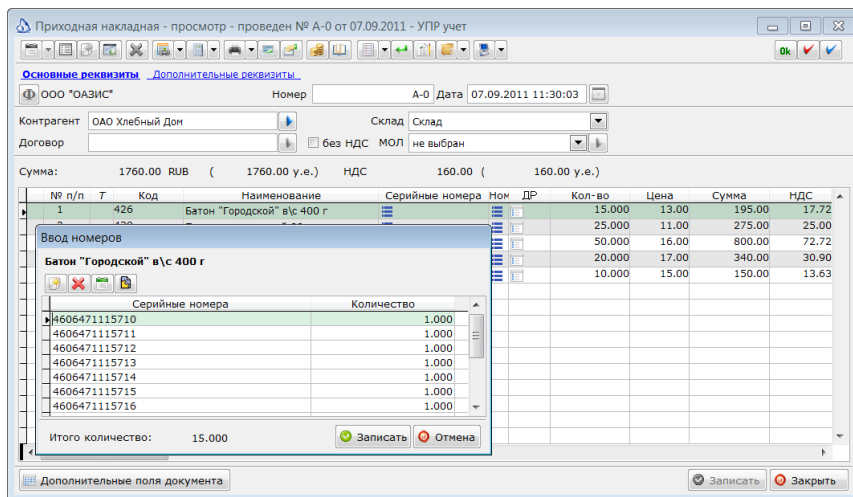 Приходная накладная - просмотр - проведен № А-0 от 07.09.2011 - УПР учет
Ok
Основные реквизиты Дополнительные реквизиты
Ф ООО "ОАЗИС" Номер А-0 Дата 07.09.2011 11:30:03
Контрагент ОАО Хлебный Дом Склад Склад
Договор без НДС МОЛ не выбран
Сумма: 1760.00 RUB ( 1760.00 у.е.) НДС 160.00 ( 160.00 у.е.)
№ п/п Т Код Наименование Серийные номера Ном ДР Кол-во Цена Сумма НДС
1 426 Батон "Городской" в\с 400 г 15.000 13.00 195.00 17.72
25.000 11.00 275.00 25.00
50.000 16.00 800.00 72.72
20.000 17.00 340.00 30.90
10.000 15.00 150.00 13.63
Ввод номеров
Батон "Городской" в\с 400 г
Серийные номера Количество
4606471115710 1.000
4606471115711 1.000
4606471115712 1.000
4606471115713 1.000
4606471115714 1.000
4606471115715 1.000
4606471115716 1.000
Итого количество: 15.000 Записать Отмена
Дополнительные поля документа Записать Закрыть